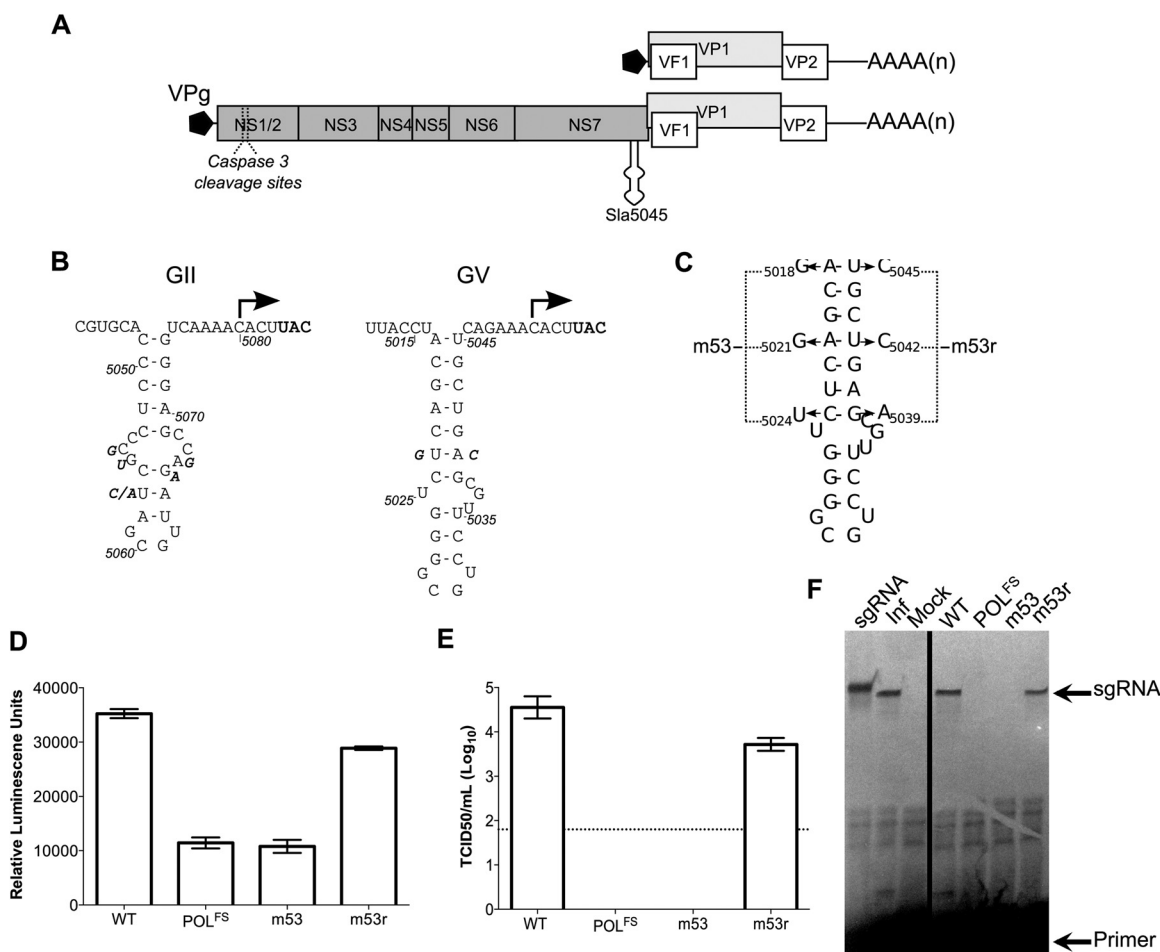 A
VPg
NS1/2
NS3
NS4
NS5
NS6
NS7
VF1
VP1
VP2
AAAA(n)
VF1
VP1
VP2
AAAA(n)
Caspase 3
cleavage sites
Sla5045
B
GII
CGUGCA UCAAAACACUUAC
5080
C-G
5050 C-G
C-G
U-A 5070
C-G
C C
C C
G C A G
U G C-G A
C/A U-A
A U
G U
5060 C G
GV
UUACCU CAGAAACACUUAC
5015 A-U 5045
C-G
G-C
A-U
C-G
G U-A C
C-G C
5025 U G
G-U U 5035
G-C
G-C
G U
C G
C
5018 G A-U C 5045
C G
G C
m53 5021 G A U C 5042 m53r
C G
U A
5024 U C G A 5039
U C G
G U U
G C
G C
G U
C G
D
Relative Luminescene Units
40000
30000
20000
10000
0
WT
POLFS
m53
m53r
E
TCID50/mL (Log10)
5
4
3
2
1
0
WT
POLFS
m53
m53r
F
sgRNA
Inf
Mock
WT
POLFS
m53
m53r
sgRNA
Primer